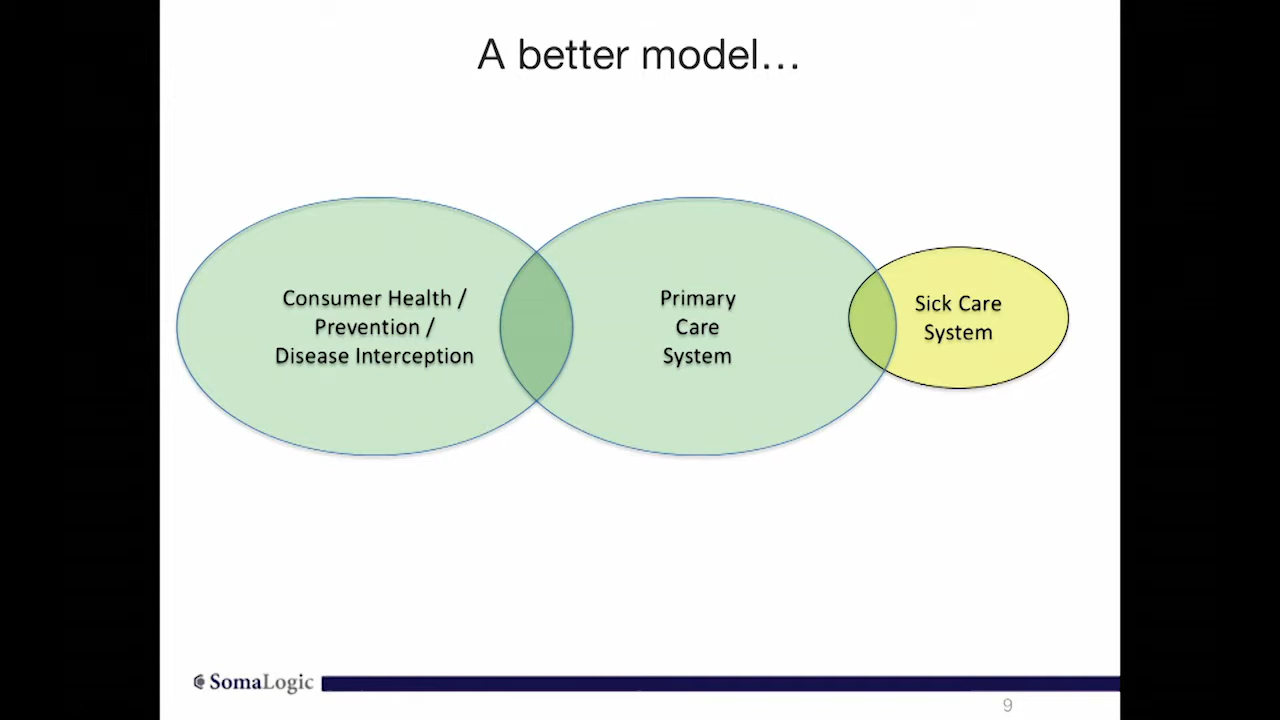 A better model...
Consumer Health /
Prevention /
Disease Interception
Primary
Care
System
Sick Care
System
SomaLogic
9